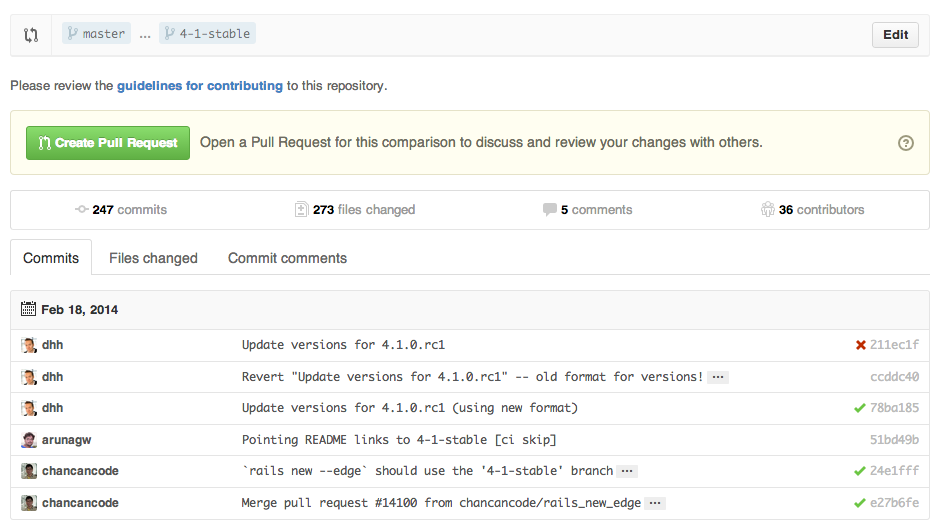 master ... 4-1-stable Edit
Please review the guidelines for contributing to this repository.
Create Pull Request Open a Pull Request for this comparison to discuss and review your changes with others. ?
247 commits 273 files changed 5 comments 36 contributors
Commits Files changed Commit comments
Feb 18, 2014
dhh Update versions for 4.1.0.rc1 211ec1f
dhh Revert "Update versions for 4.1.0.rc1" -- old format for versions! ... ccddc40
dhh Update versions for 4.1.0.rc1 (using new format) 78ba185
arunagw Pointing README links to 4-1-stable [ci skip] 51bd49b
chancancode `rails new --edge` should use the '4-1-stable' branch ... 24e1fff
chancancode Merge pull request #14100 from chancancode/rails_new_edge ... e27b6fe